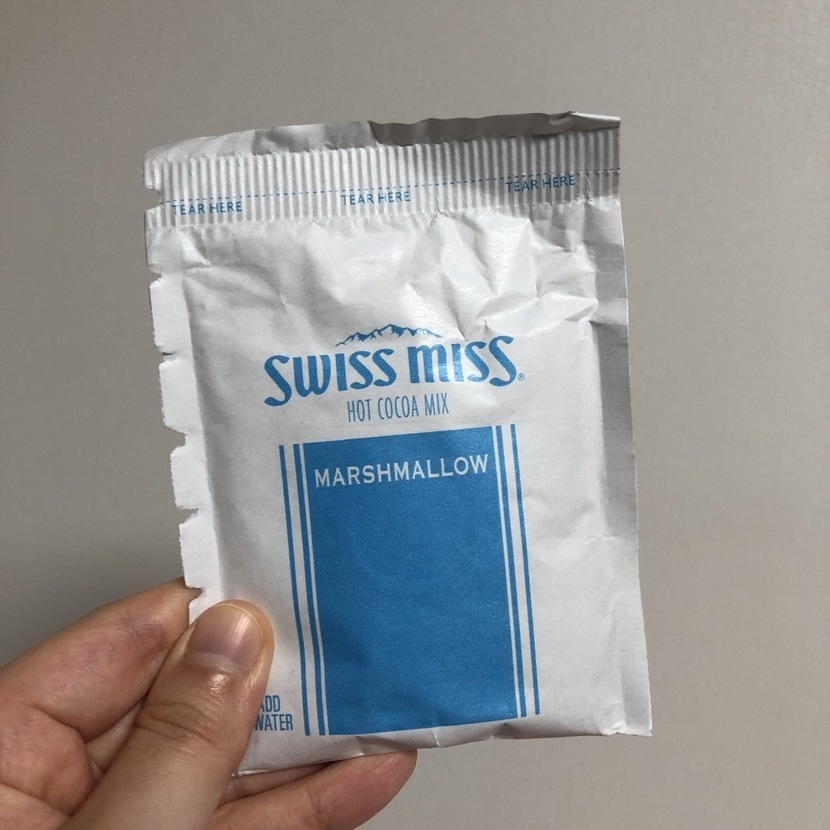 TEAR HERE
TEAR HERE
TEAR HERE
SWISS MISS®
HOT COCOA MIX
MARSHMALLOW
ADD
WATER